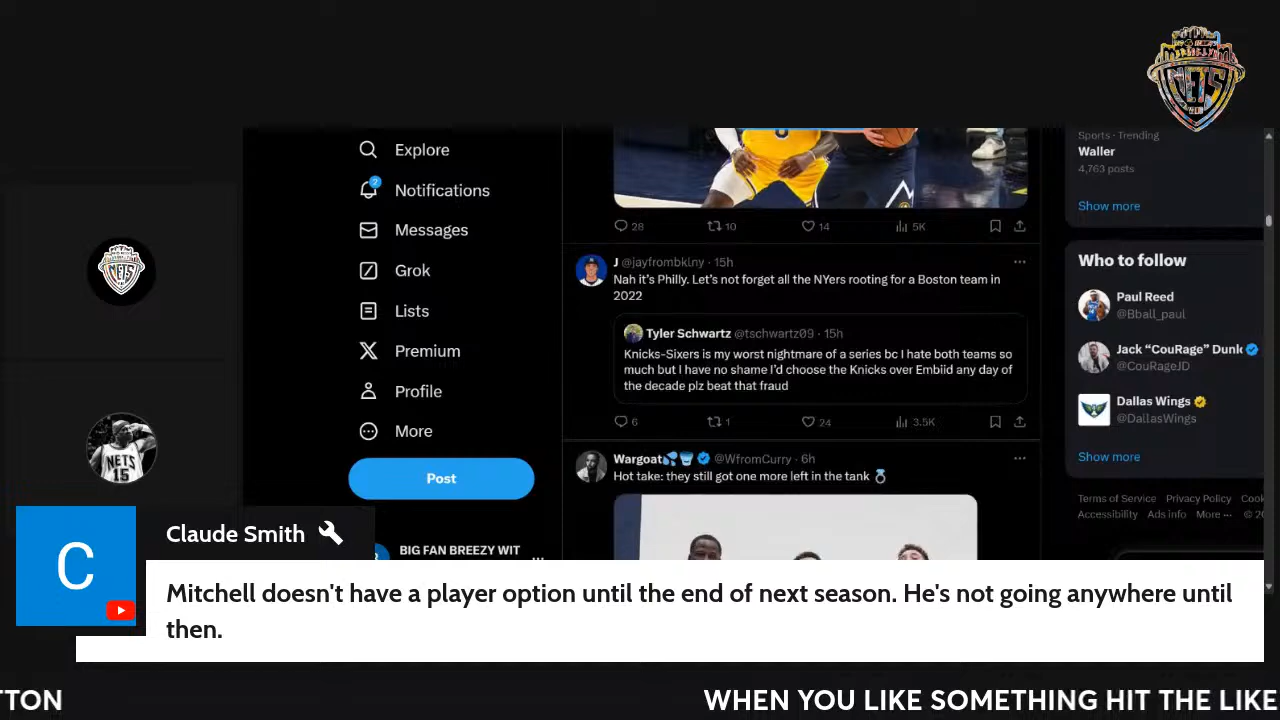 Explore
2
Notifications
Messages
Grok
Lists
Premium
Profile
More
Post
BIG FAN BREEZY WIT
28
10
14
5K
J @jayfrombklny · 15h
Nah it's Philly. Let's not forget all the NYers rooting for a Boston team in
2022
Tyler Schwartz @tschwartz09 · 15h
Knicks-Sixers is my worst nightmare of a series bc I hate both teams so
much but I have no shame I'd choose the Knicks over Embiid any day of
the decade plz beat that fraud
6
1
24
3.5K
Wargoat @WfromCurry · 6h
Hot take: they still got one more left in the tank
Sports · Trending
Waller
4,763 posts
Show more
Who to follow
Paul Reed
@Bball_paul
Jack "CouRage" Dunk
@CouRageJD
Dallas Wings
@DallasWings
Show more
Terms of Service Privacy Policy Cook
Accessibility Ads info More ··· © 20
NETS
NETS
NETS
15
C
Claude Smith
Mitchell doesn't have a player option until the end of next season. He's not going anywhere until
then.
TTON
WHEN YOU LIKE SOMETHING HIT THE LIKE